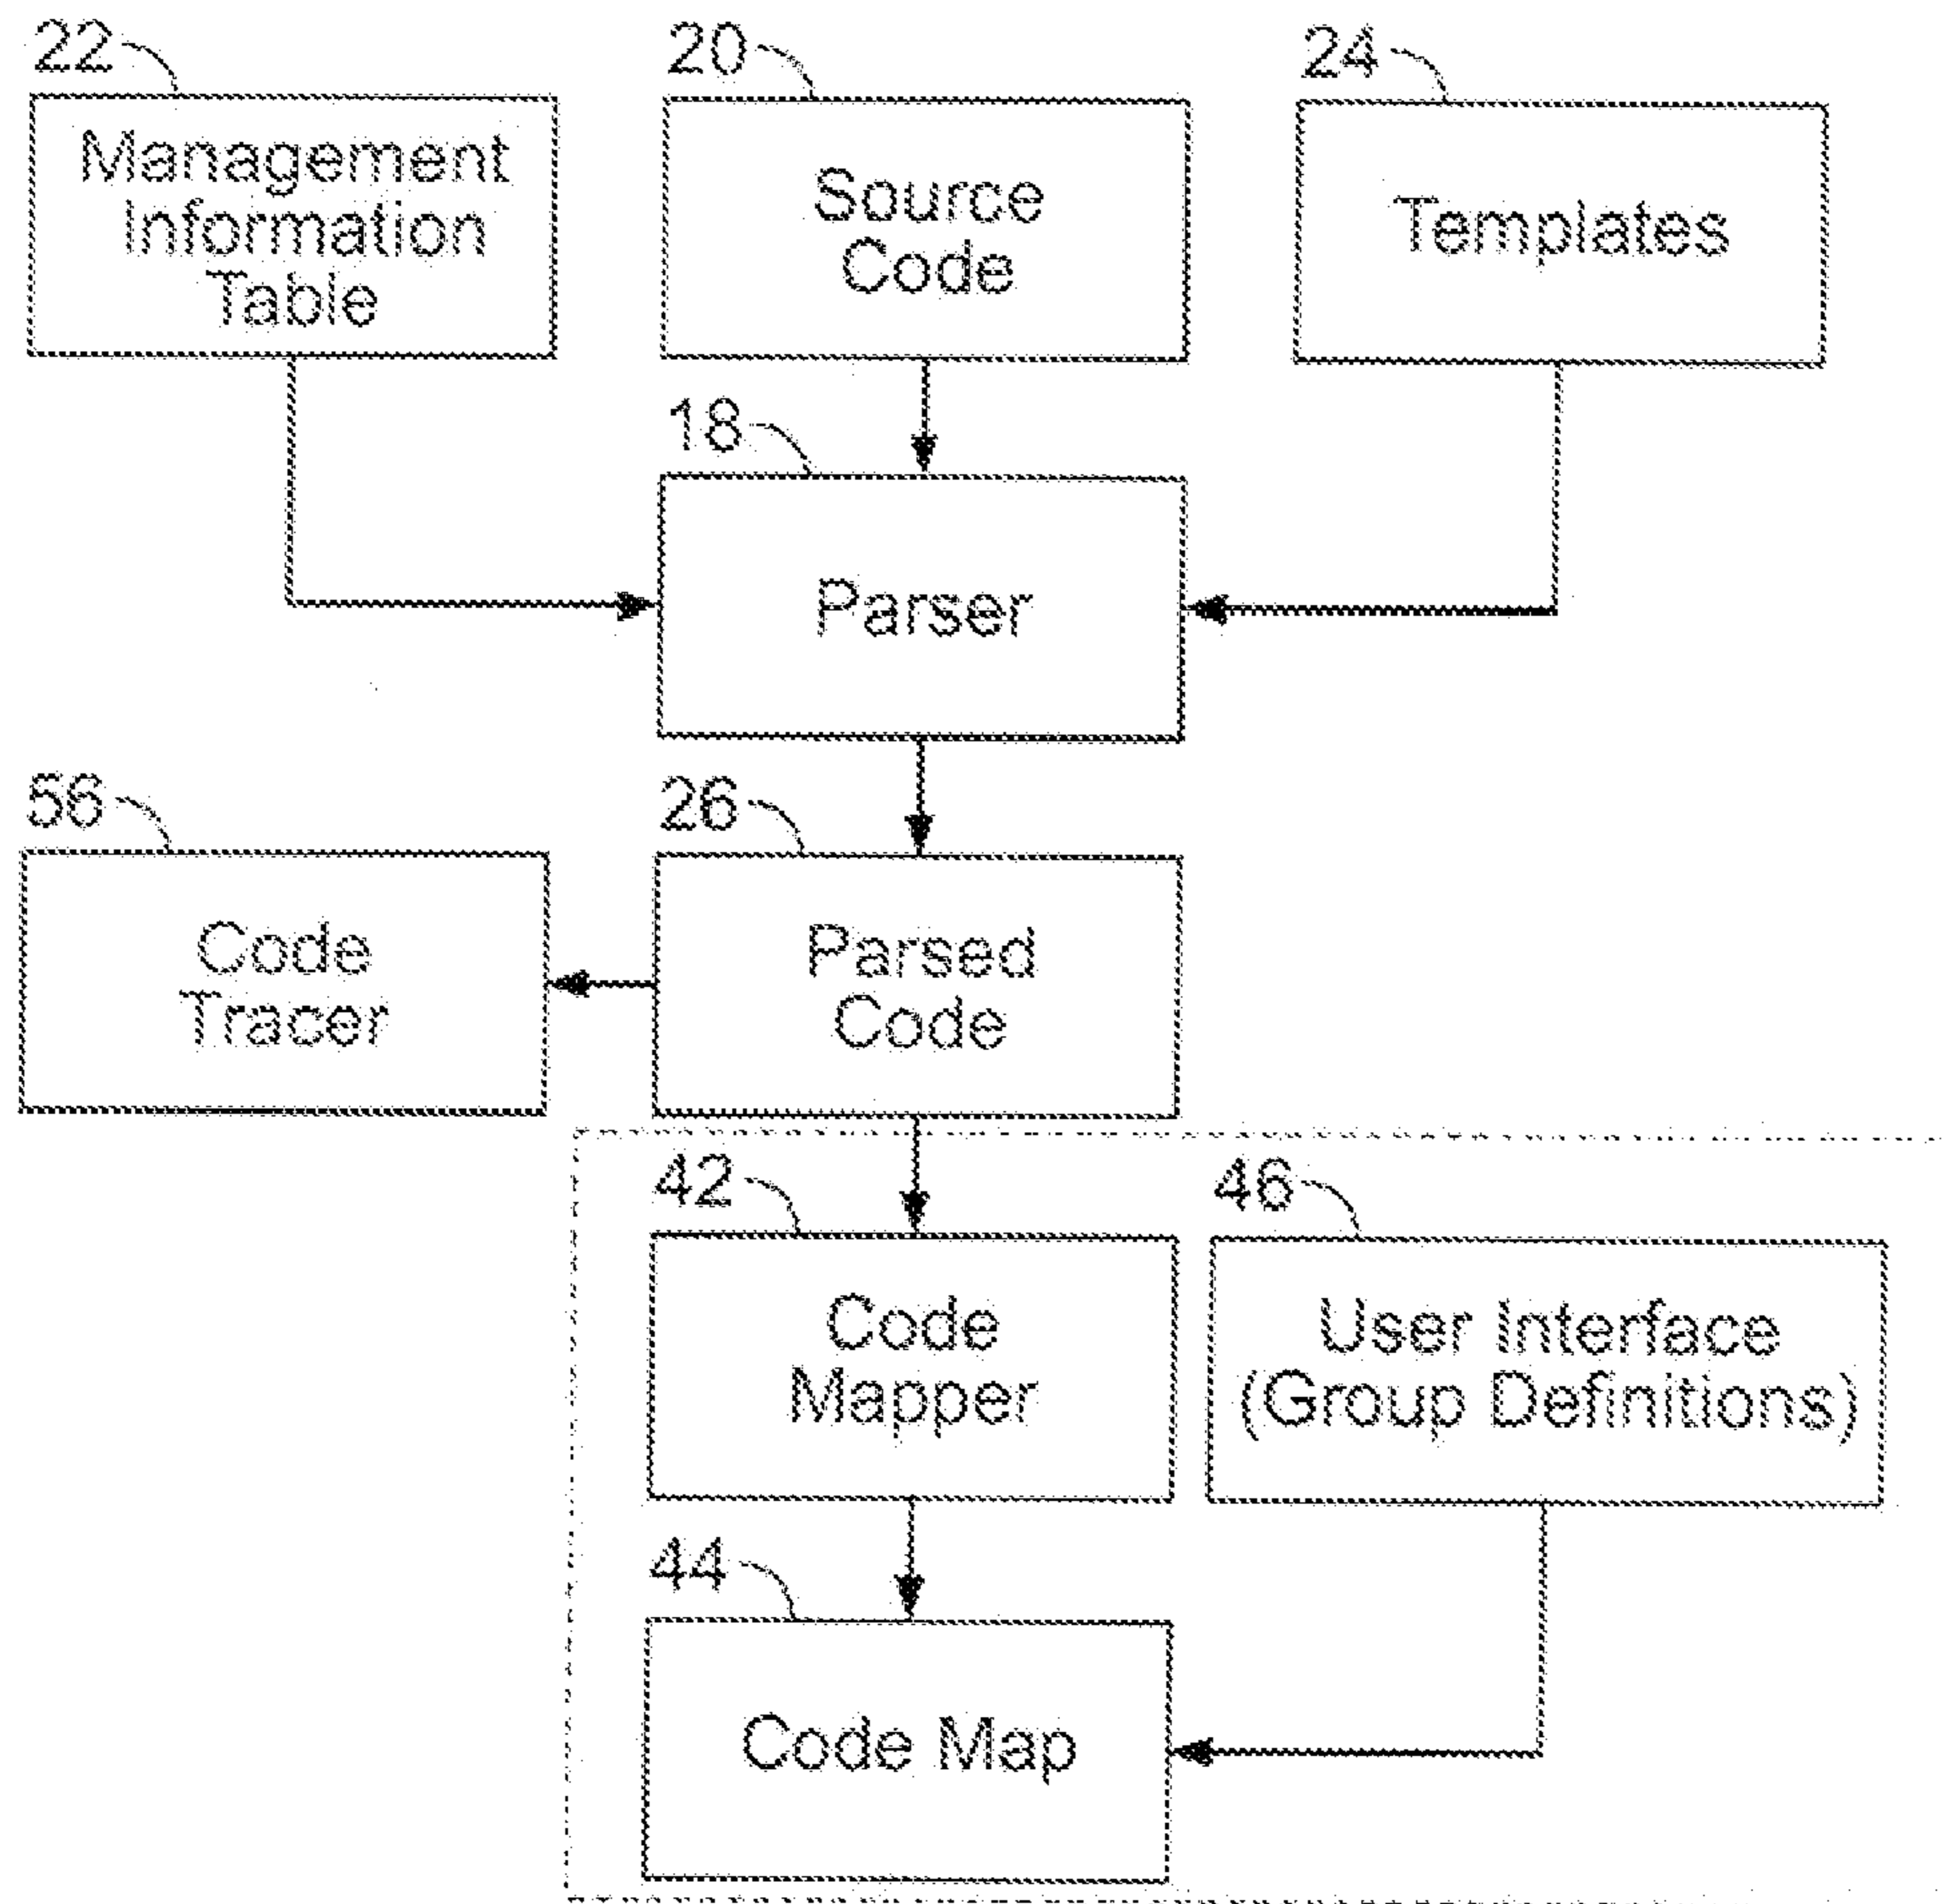 22
20
24
Management
Information
Table
Source
Code
Templates
18
Parser
56
26
Code
Tracer
Parsed
Code
42
46
Code
Mapper
User Interface
(Group Definitions)
44
Code Map